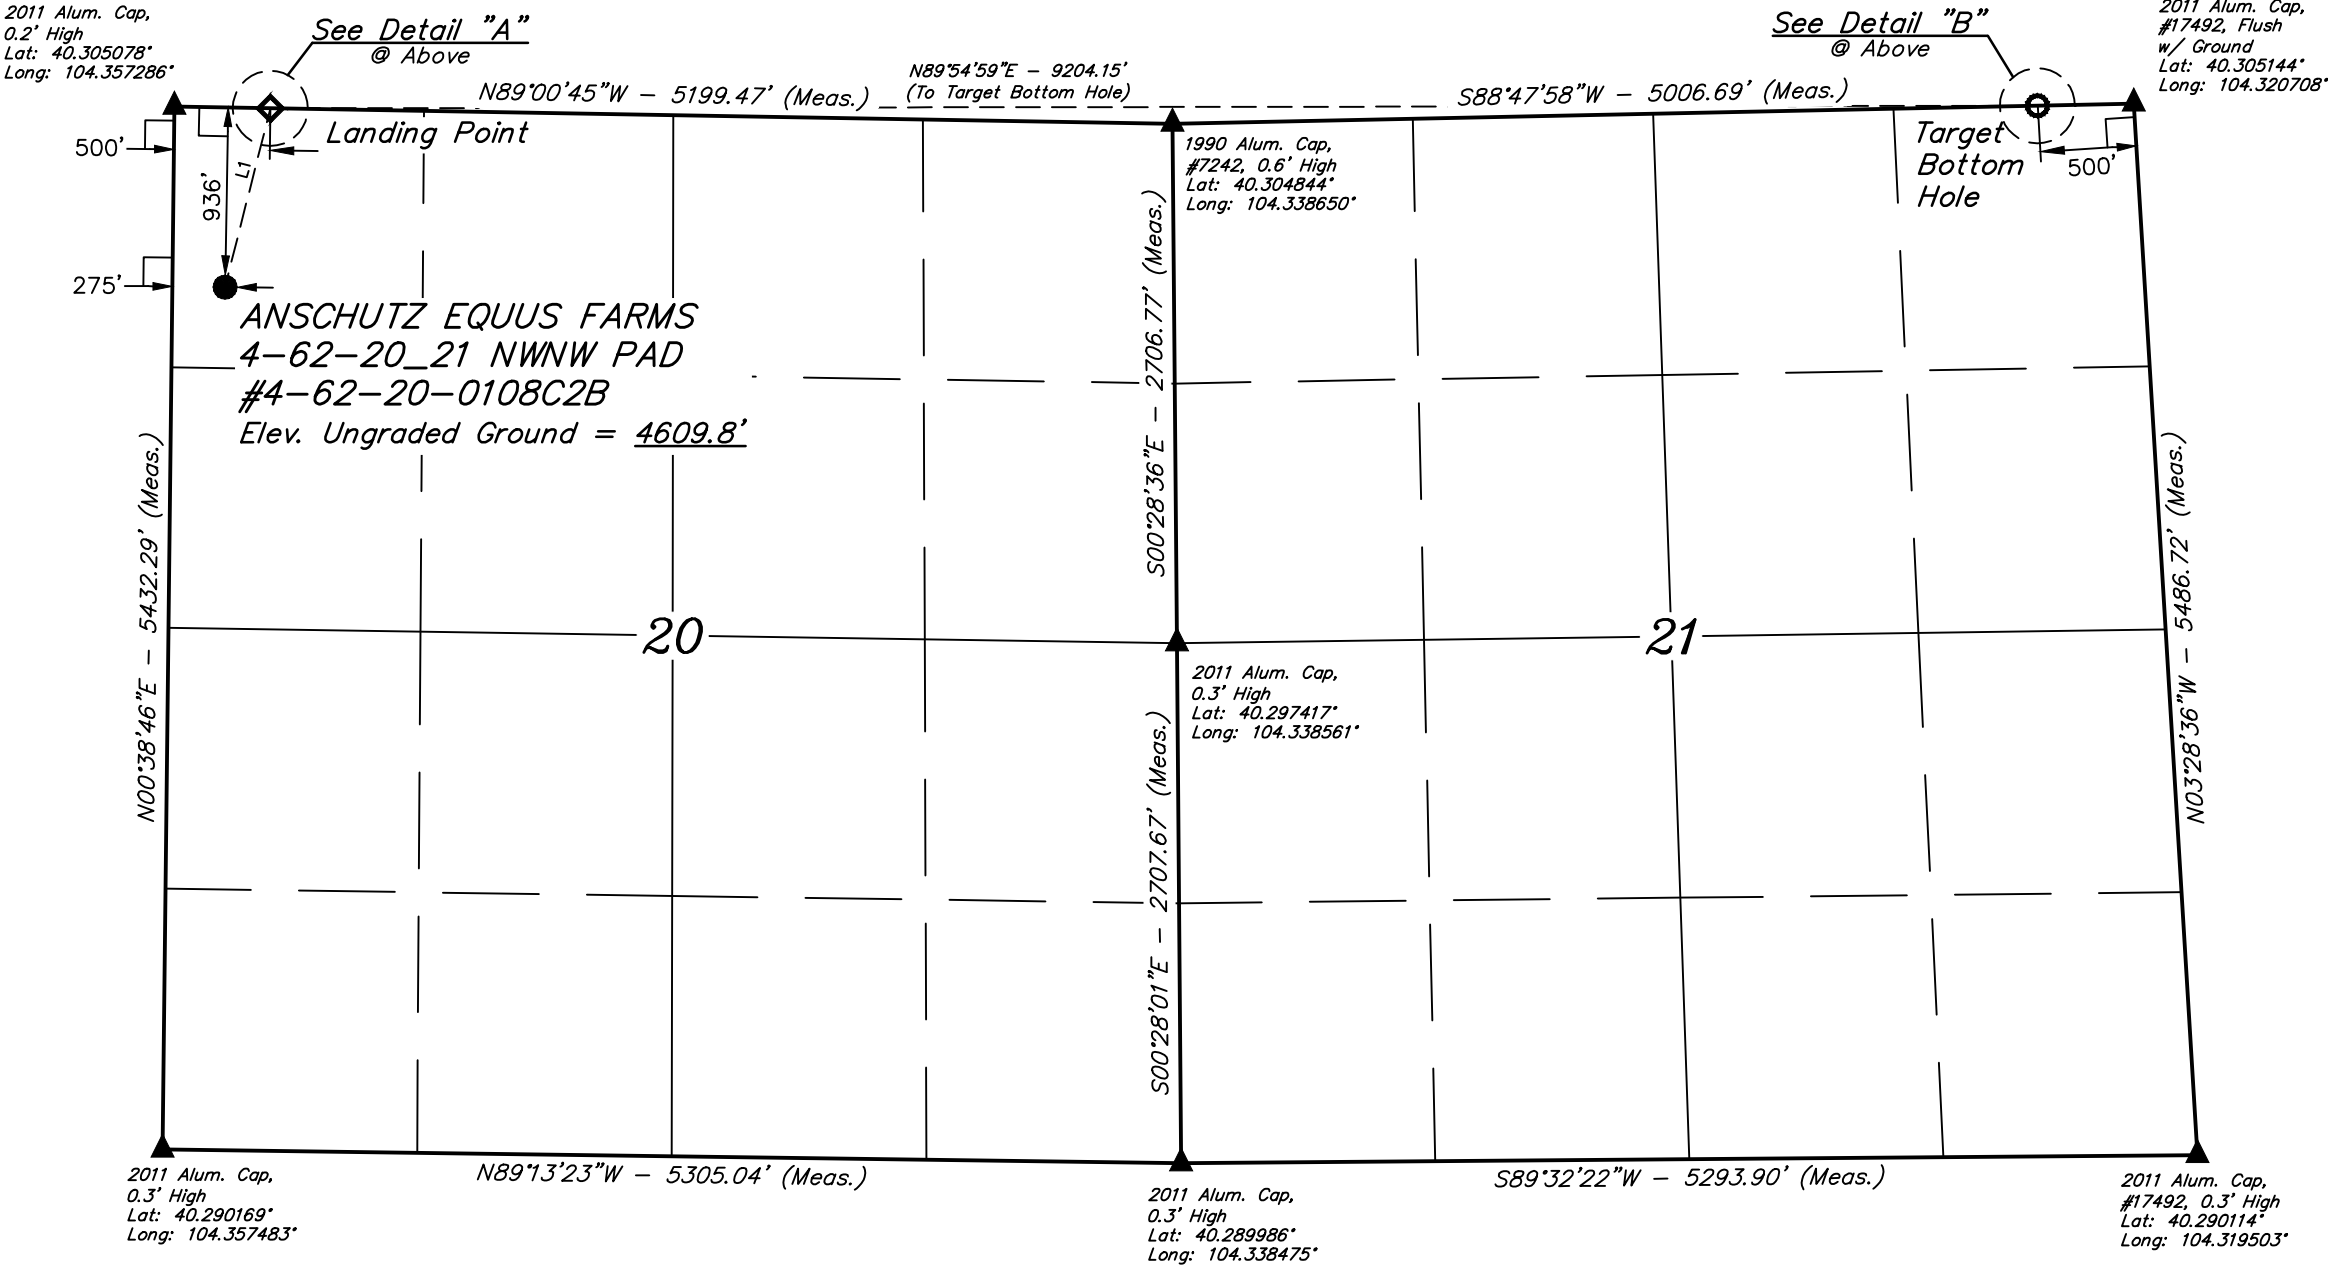 2011 Alum. Cap,
0.2' High
Lat: 40.305078°
Long: 104.357286°
See Detail "A"
@ Above
N89°00'45"W - 5199.47' (Meas.)
N89°54'59"E - 9204.15'
(To Target Bottom Hole)
S88°47'58"W - 5006.69' (Meas.)
See Detail "B"
@ Above
2011 Alum. Cap,
#17492, Flush
w/ Ground
Lat: 40.305144°
Long: 104.320708°
Landing Point
500'
936'
L1
275'
1990 Alum. Cap,
#7242, 0.6' High
Lat: 40.304844°
Long: 104.338650°
Target
Bottom
Hole
500'
ANSCHUTZ EQUUS FARMS
4-62-20_21 NWNW PAD
#4-62-20-0108C2B
Elev. Ungraded Ground = 4609.8'
N00°38'46"E - 5432.29' (Meas.)
S00°28'36"E - 2706.77' (Meas.)
N03°28'36"W - 5486.72' (Meas.)
20
21
2011 Alum. Cap,
0.3' High
Lat: 40.297417°
Long: 104.338561°
S00°28'01"E - 2707.67' (Meas.)
N89°13'23"W - 5305.04' (Meas.)
S89°32'22"W - 5293.90' (Meas.)
2011 Alum. Cap,
0.3' High
Lat: 40.290169°
Long: 104.357483°
2011 Alum. Cap,
0.3' High
Lat: 40.289986°
Long: 104.338475°
2011 Alum. Cap,
#17492, 0.3' High
Lat: 40.290114°
Long: 104.319503°